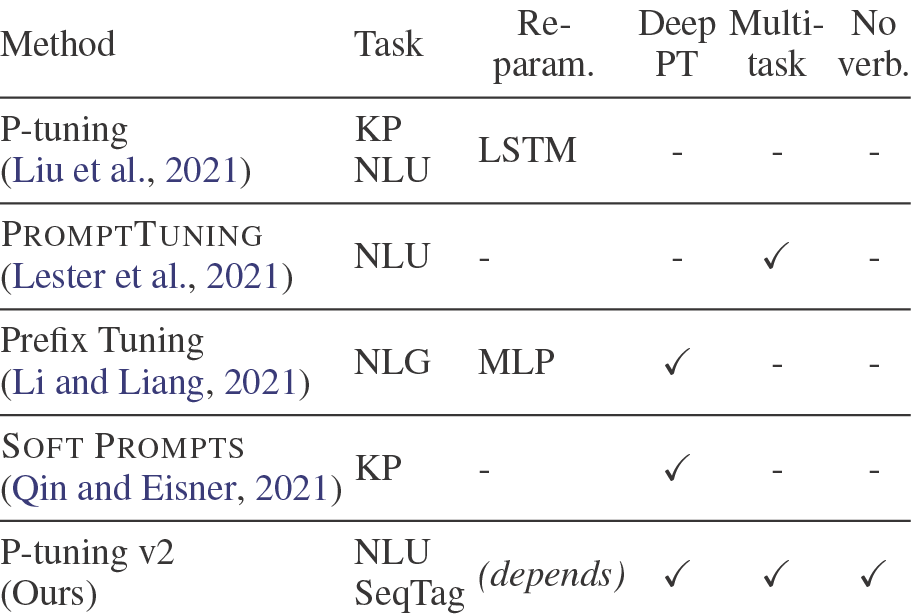 Method Task Re-param. Deep PT Multi-task No verb.
P-tuning (Liu et al., 2021) KP NLU LSTM - - -
PROMPTTUNING (Lester et al., 2021) NLU - - ✓ -
Prefix Tuning (Li and Liang, 2021) NLG MLP ✓ - -
SOFT PROMPTS (Qin and Eisner, 2021) KP - ✓ - -
P-tuning v2 (Ours) NLU SeqTag (depends) ✓ ✓ ✓